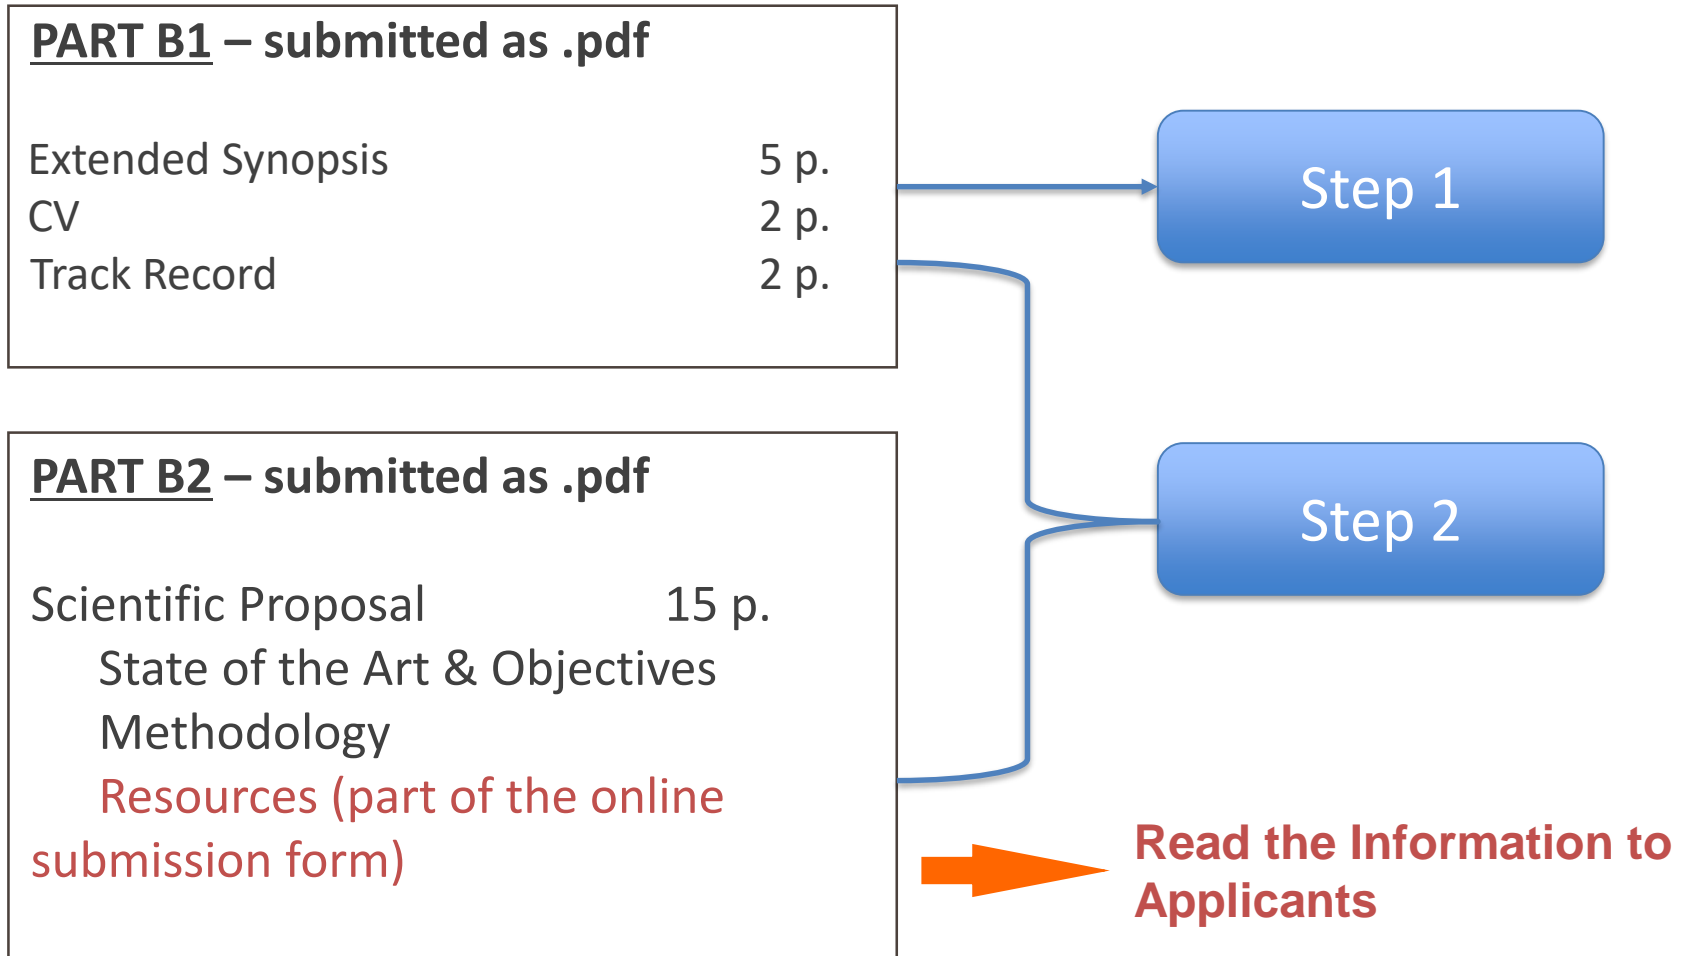 PART B1 – submitted as .pdf
Extended Synopsis 5 p.
CV 2 p.
Track Record 2 p.
Step 1
PART B2 – submitted as .pdf
Scientific Proposal 15 p.
State of the Art & Objectives
Methodology
Resources (part of the online
submission form)
Step 2
Read the Information to
Applicants